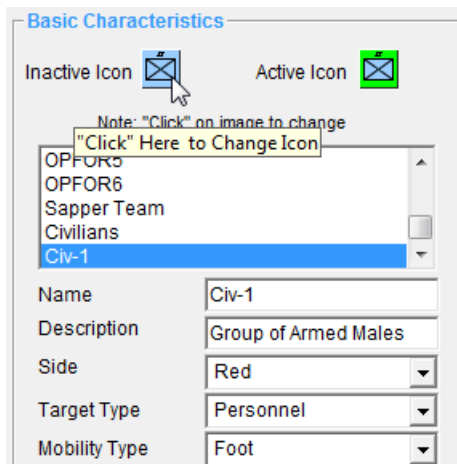 Basic Characteristics
Inactive Icon Active Icon
Note: "Click" on image to change
"Click" Here to Change Icon
OPFOR5
OPFOR6
Sapper Team
Civilians
Civ-1
Name Civ-1
Description Group of Armed Males
Side Red
Target Type Personnel
Mobility Type Foot